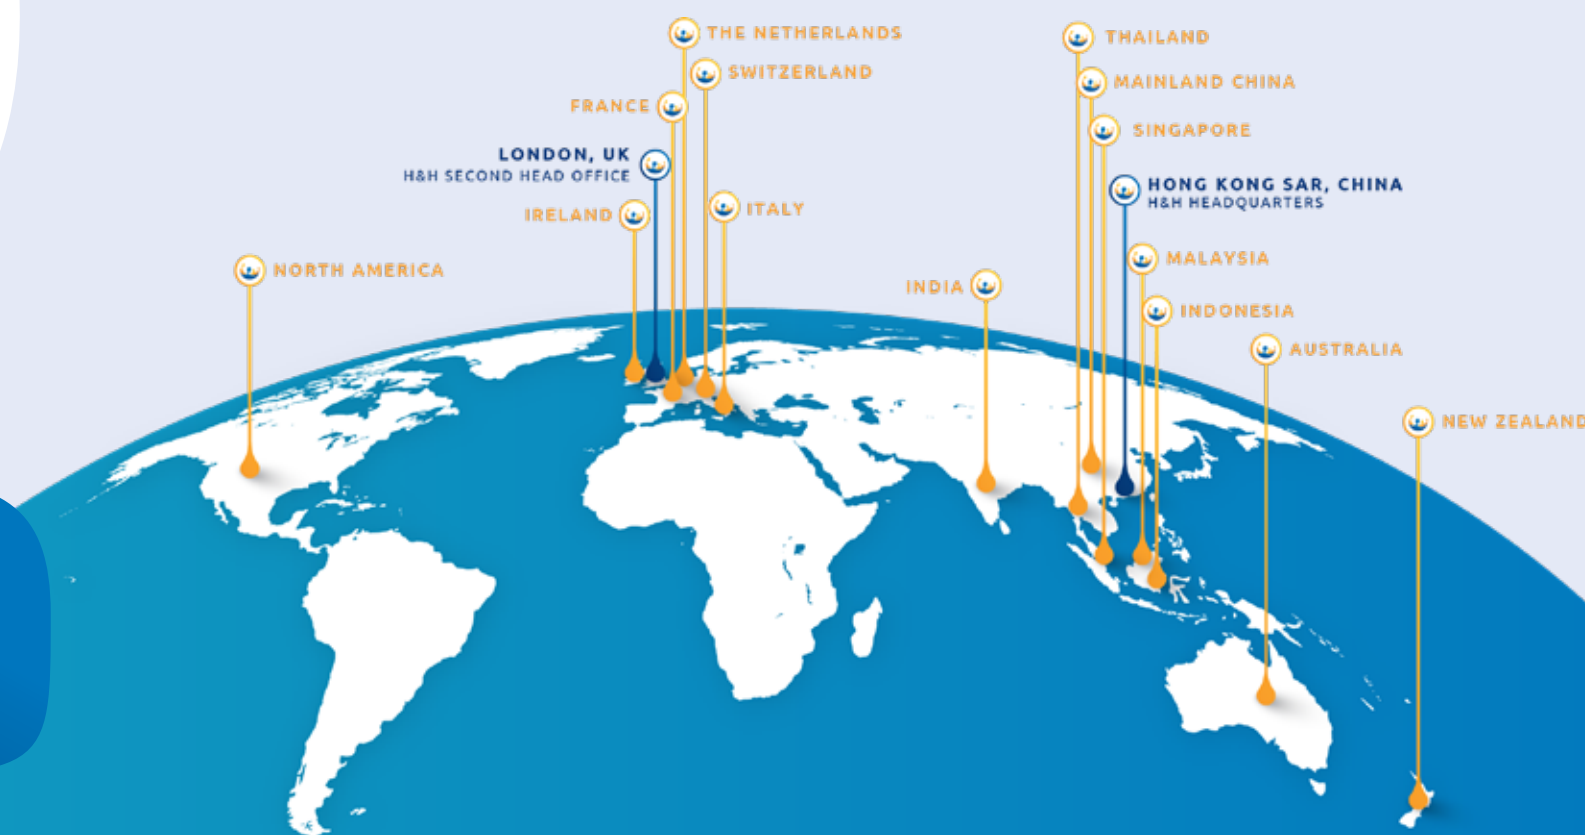 THE NETHERLANDS
SWITZERLAND
FRANCE
LONDON, UK
H&H SECOND HEAD OFFICE
IRELAND
ITALY
NORTH AMERICA
THAILAND
MAINLAND CHINA
SINGAPORE
HONG KONG SAR, CHINA
H&H HEADQUARTERS
MALAYSIA
INDIA
INDONESIA
AUSTRALIA
NEW ZEALAND